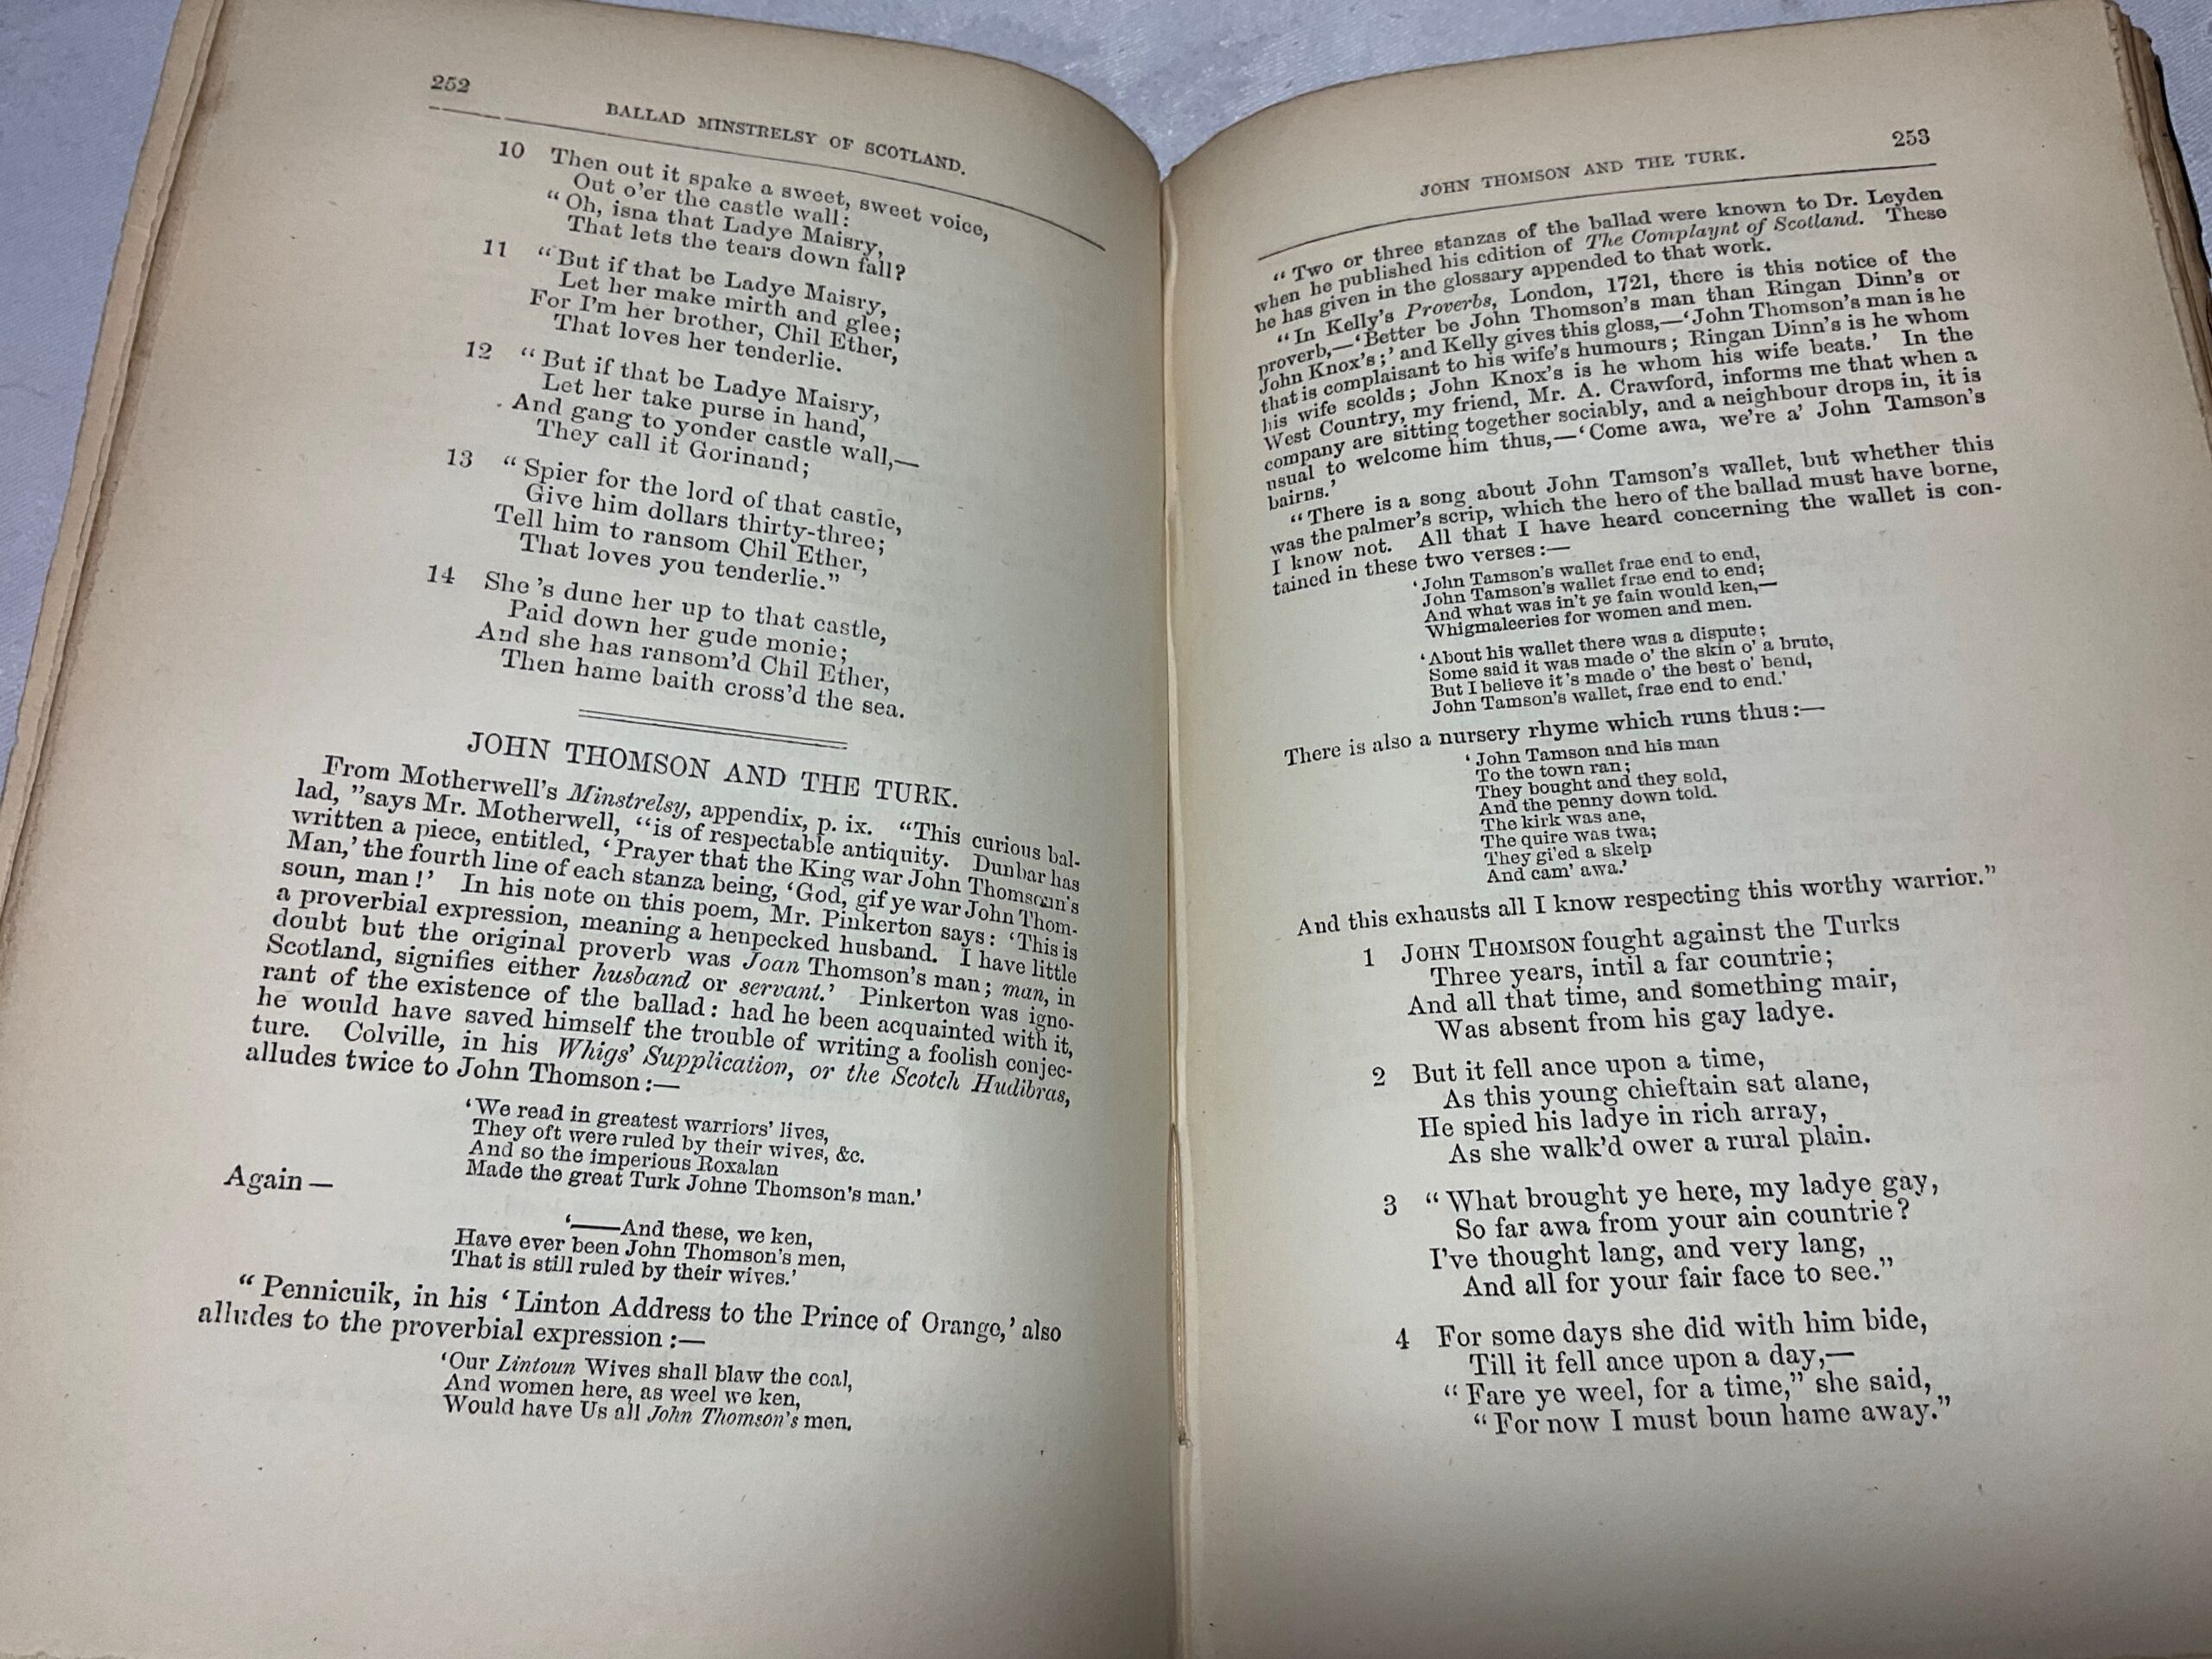 252
BALLAD MINSTRELSY OF SCOTLAND.
10 Then out it spake a sweet, sweet voice,
Out o'er the castle wall:
"Oh, isna that Ladye Maisry,
That lets the tears down fall?
11 "But if that be Ladye Maisry,
Let her make mirth and glee;
For I'm her brother, Chil Ether,
That loves her tenderlie.
12 "But if that be Ladye Maisry,
Let her take purse in hand,
And gang to yonder castle wall,—
They call it Gorinand;
13 "Spier for the lord of that castle,
Give him dollars thirty-three;
Tell him to ransom Chil Ether,
That loves you tenderlie."
14 She's dune her up to that castle,
Paid down her gude monie;
And she has ransom'd Chil Ether,
Then hame baith cross'd the sea.
JOHN THOMSON AND THE TURK.
From Motherwell's Minstrelsy, appendix, p. ix. "This curious bal-
lad," says Mr. Motherwell, "is of respectable antiquity. Dunbar has
written a piece, entitled, 'Prayer that the King war John Thomsoun's
Man,' the fourth line of each stanza being, 'God, gif ye war John Thom-
soun, man!' In his note on this poem, Mr. Pinkerton says: 'This is
a proverbial expression, meaning a henpecked husband. I have little
doubt but the original proverb was Joan Thomson's man; man, in
Scotland, signifies either husband or servant.' Pinkerton was igno-
rant of the existence of the ballad: had he been acquainted with it,
he would have saved himself the trouble of writing a foolish conjec-
ture. Colville, in his Whigs' Supplication, or the Scotch Hudibras,
alludes twice to John Thomson:—
'We read in greatest warriors' lives,
They oft were ruled by their wives, &c.
And so the imperious Roxalan
Made the great Turk Johne Thomson's man.'
Again—
'——And these, we ken,
Have ever been John Thomson's men,
That is still ruled by their wives.'
"Pennicuik, in his 'Linton Address to the Prince of Orange,' also
alludes to the proverbial expression:—
'Our Lintoun Wives shall blaw the coal,
And women here, as weel we ken,
Would have Us all John Thomson's men.
JOHN THOMSON AND THE TURK.
253
"Two or three stanzas of the ballad were known to Dr. Leyden
when he published his edition of The Complaynt of Scotland. These
he has given in the glossary appended to that work.
"In Kelly's Proverbs, London, 1721, there is this notice of the
proverb,—'Better be John Thomson's man than Ringan Dinn's or
John Knox's;' and Kelly gives this gloss,—'John Thomson's man is he
that is complaisant to his wife's humours; Ringan Dinn's is he whom
his wife scolds; John Knox's is he whom his wife beats.' In the
West Country, my friend, Mr. A. Crawford, informs me that when a
company are sitting together sociably, and a neighbour drops in, it is
usual to welcome him thus,—'Come awa, we're a' John Tamson's
bairns.'
"There is a song about John Tamson's wallet, but whether this
was the palmer's scrip, which the hero of the ballad must have borne,
I know not. All that I have heard concerning the wallet is con-
tained in these two verses:—
'John Tamson's wallet frae end to end,
John Tamson's wallet frae end to end;
And what was in't ye fain would ken,—
Whigmaleeries for women and men.
'About his wallet there was a dispute;
Some said it was made o' the skin o' a brute,
But I believe it's made o' the best o' bend,
John Tamson's wallet, frae end to end.'
There is also a nursery rhyme which runs thus:—
'John Tamson and his man
To the town ran;
They bought and they sold,
And the penny down told.
The kirk was ane,
The quire was twa;
They gi'ed a skelp
And cam' awa.'
And this exhausts all I know respecting this worthy warrior."
1 JOHN THOMSON fought against the Turks
Three years, intil a far countrie;
And all that time, and something mair,
Was absent from his gay ladye.
2 But it fell ance upon a time,
As this young chieftain sat alane,
He spied his ladye in rich array,
As she walk'd ower a rural plain.
3 "What brought ye here, my ladye gay,
So far awa from your ain countrie?
I've thought lang, and very lang,
And all for your fair face to see."
4 For some days she did with him bide,
Till it fell ance upon a day,—
"Fare ye weel, for a time," she said,
"For now I must boun hame away."